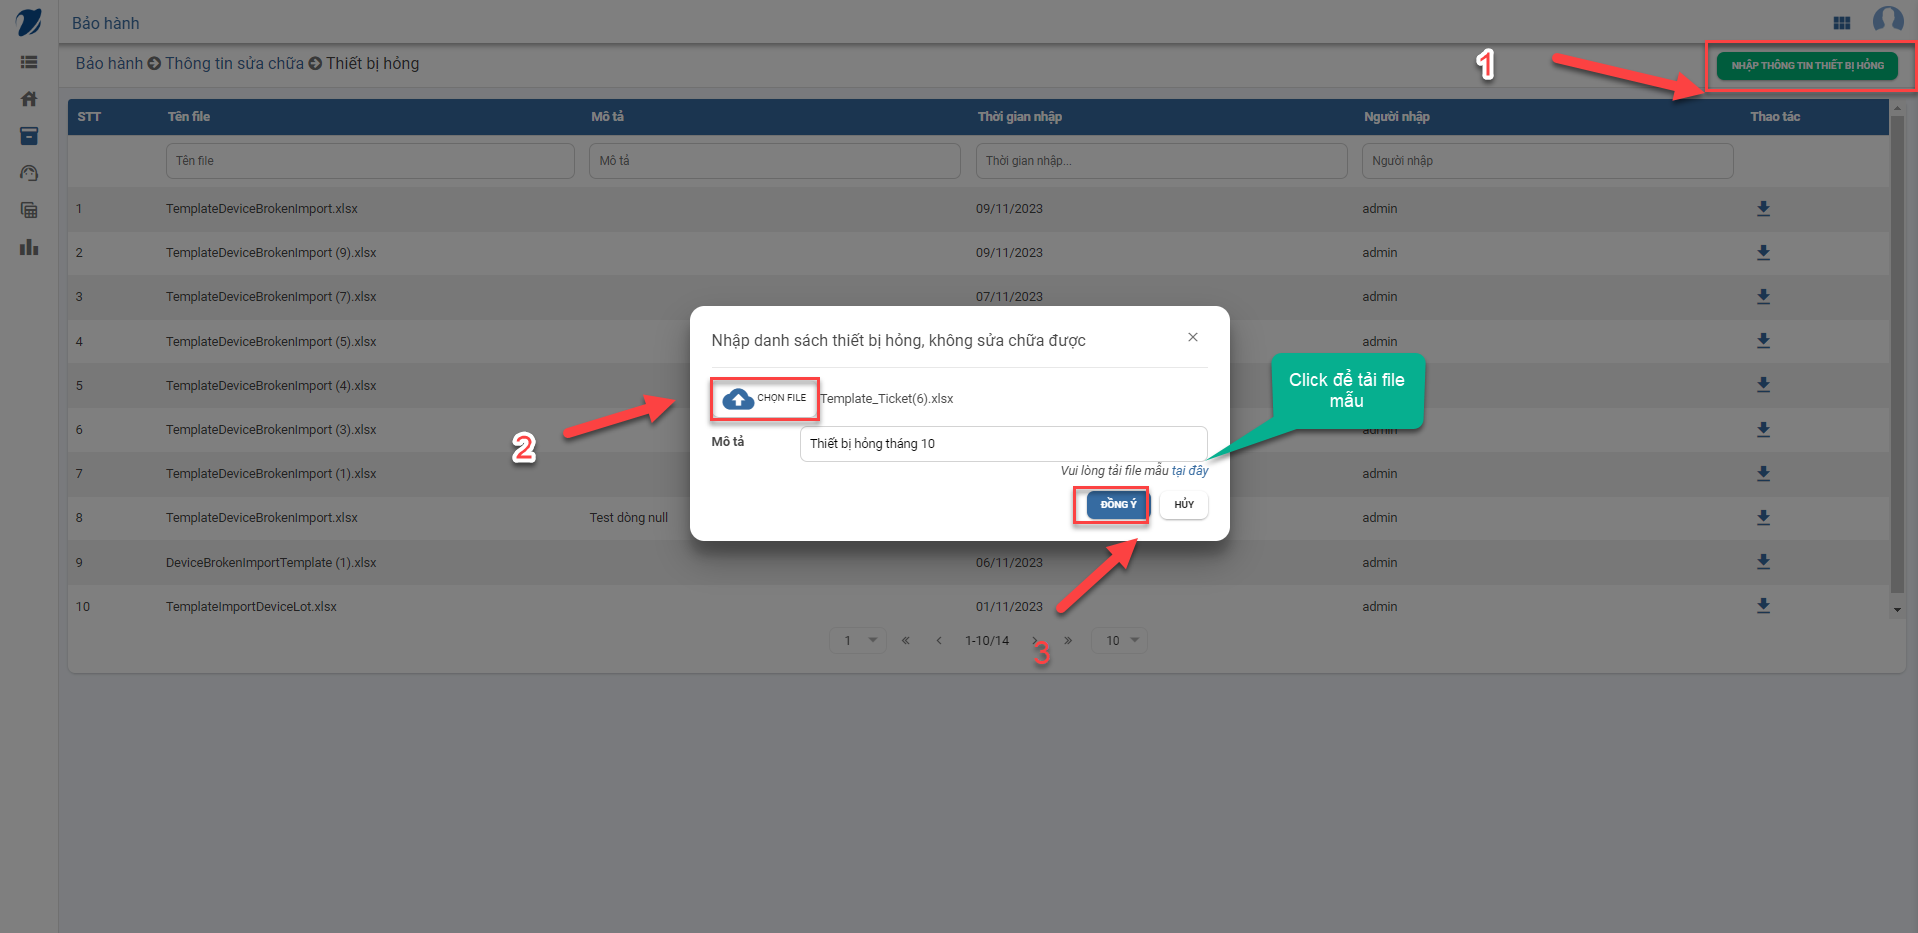 Bảo hành
Bảo hành Thông tin sửa chữa Thiết bị hỏng
1
NHẬP THÔNG TIN THIẾT BỊ HỎNG
STT Tên file Mô tả Thời gian nhập Người nhập Thao tác
Tên file Mô tả Thời gian nhập... Người nhập
1 TemplateDeviceBrokenImport.xlsx 09/11/2023 admin
2 TemplateDeviceBrokenImport (9).xlsx 09/11/2023 admin
3 TemplateDeviceBrokenImport (7).xlsx 07/11/2023 admin
4 TemplateDeviceBrokenImport (5).xlsx admin
5 TemplateDeviceBrokenImport (4).xlsx admin
6 TemplateDeviceBrokenImport (3).xlsx admin
7 TemplateDeviceBrokenImport (1).xlsx admin
8 TemplateDeviceBrokenImport.xlsx Test dòng null admin
9 DeviceBrokenImportTemplate (1).xlsx 06/11/2023 admin
10 TemplateImportDeviceLot.xlsx 01/11/2023 admin
1 « ‹ 1-10/14 › » 10
Nhập danh sách thiết bị hỏng, không sửa chữa được
2
CHỌN FILE Template_Ticket(6).xlsx
Mô tả Thiết bị hỏng tháng 10
Vui lòng tải file mẫu tại đây
ĐỒNG Ý HỦY
Click để tải file
mẫu
3